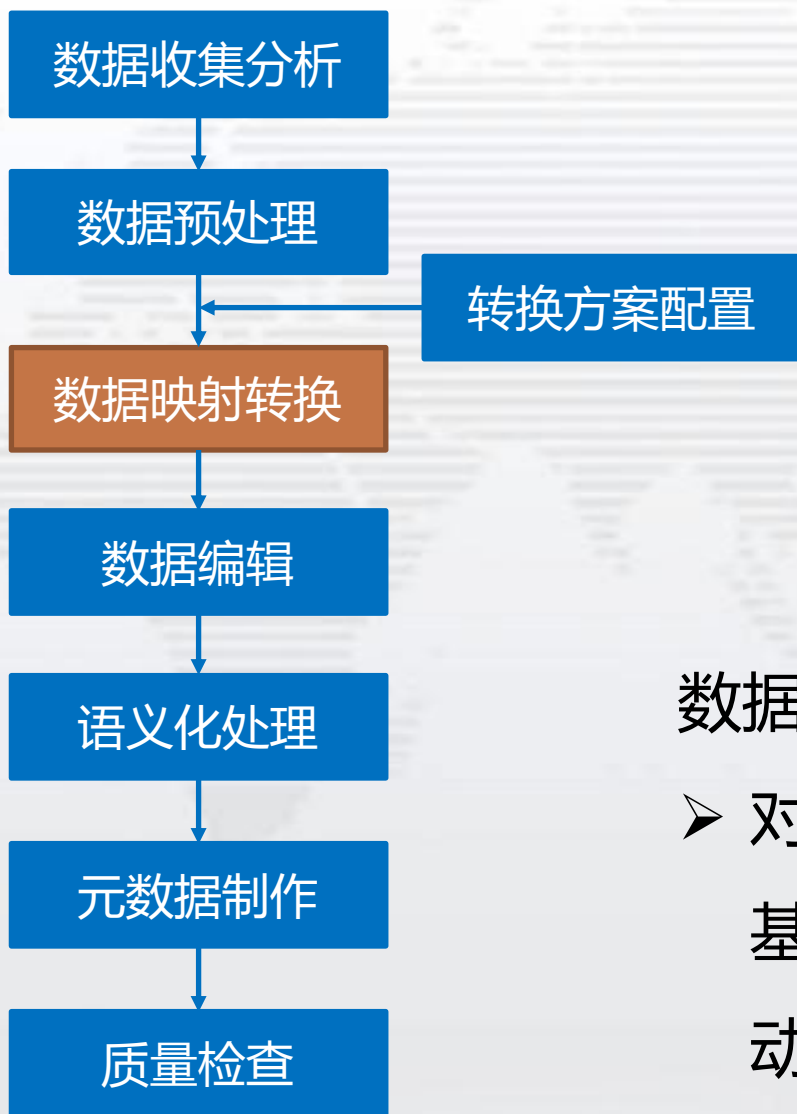 数据收集分析
数据预处理
转换方案配置
数据映射转换
数据编辑
语义化处理
元数据制作
质量检查
数据
➢ 对
基
动